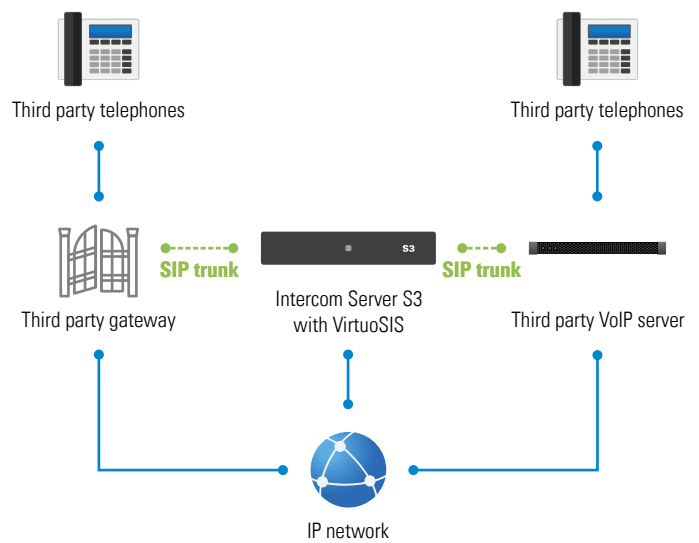 Third party telephones
Third party telephones
S3
SIP trunk
SIP trunk
Third party gateway
Intercom Server S3
with VirtuoSIS
Third party VoIP server
IP network